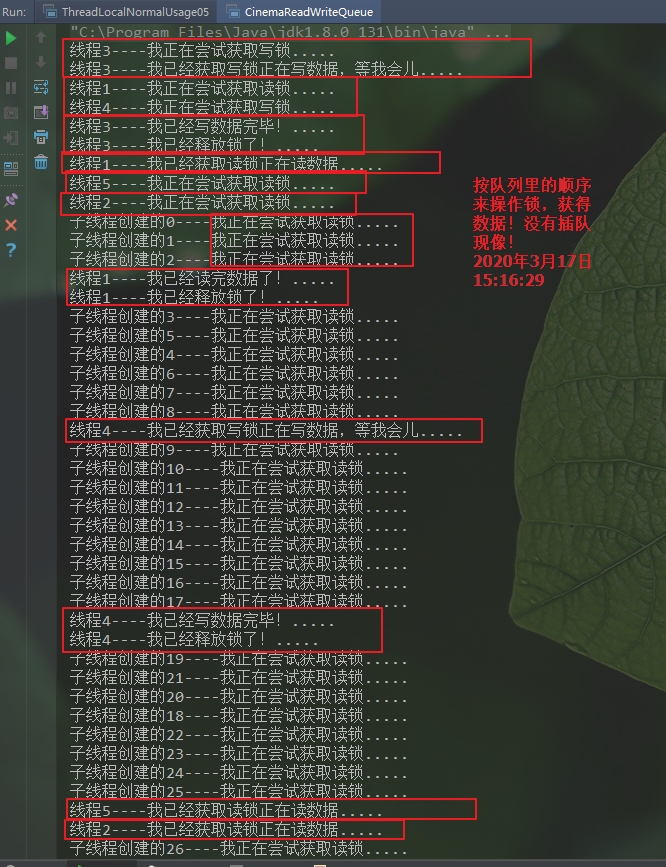 Run: ThreadLocalNormalUsage05 CinemaReadWriteQueue
"C:\Program Files\Java\jdk1.8.0_131\bin\java" ...
线程3----我正在尝试获取写锁.....
线程3----我已经获取写锁正在写数据，等我会儿.....
线程1----我正在尝试获取读锁.....
线程4----我正在尝试获取写锁.....
线程3----我已经写数据完毕！.....
线程3----我已经释放锁了！.....
线程1----我已经获取读锁正在读数据.....
线程5----我正在尝试获取读锁.....
线程2----我正在尝试获取读锁.....
子线程创建的0----我正在尝试获取读锁.....
子线程创建的1----我正在尝试获取读锁.....
子线程创建的2----我正在尝试获取读锁.....
线程1----我已经读完数据了！.....
线程1----我已经释放锁了！.....
子线程创建的3----我正在尝试获取读锁.....
子线程创建的5----我正在尝试获取读锁.....
子线程创建的4----我正在尝试获取读锁.....
子线程创建的6----我正在尝试获取读锁.....
子线程创建的7----我正在尝试获取读锁.....
子线程创建的8----我正在尝试获取读锁.....
线程4----我已经获取写锁正在写数据，等我会儿.....
子线程创建的9----我正在尝试获取读锁.....
子线程创建的10----我正在尝试获取读锁.....
子线程创建的11----我正在尝试获取读锁.....
子线程创建的12----我正在尝试获取读锁.....
子线程创建的13----我正在尝试获取读锁.....
子线程创建的14----我正在尝试获取读锁.....
子线程创建的15----我正在尝试获取读锁.....
子线程创建的16----我正在尝试获取读锁.....
子线程创建的17----我正在尝试获取读锁.....
线程4----我已经写数据完毕！.....
线程4----我已经释放锁了！.....
子线程创建的19----我正在尝试获取读锁.....
子线程创建的21----我正在尝试获取读锁.....
子线程创建的20----我正在尝试获取读锁.....
子线程创建的18----我正在尝试获取读锁.....
子线程创建的22----我正在尝试获取读锁.....
子线程创建的23----我正在尝试获取读锁.....
子线程创建的24----我正在尝试获取读锁.....
子线程创建的25----我正在尝试获取读锁.....
线程5----我已经获取读锁正在读数据.....
线程2----我已经获取读锁正在读数据.....
子线程创建的26----我正在尝试获取读锁.....
按队列里的顺序
来操作锁，获得
数据！没有插队
现像！
2020年3月17日
15:16:29